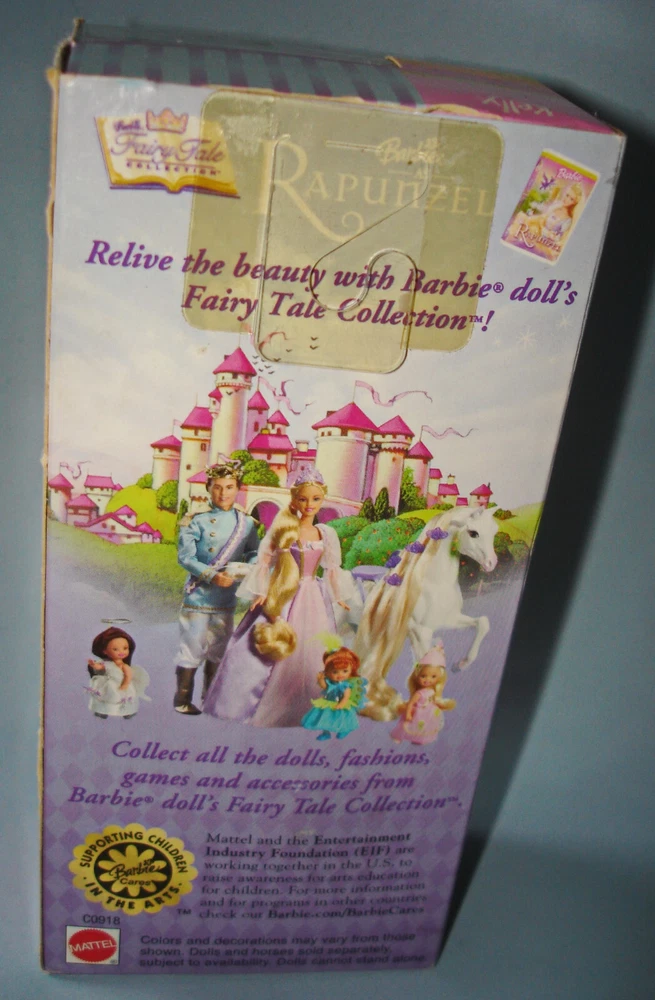 Kelly
Barbie
Fairy Tale
COLLECTION
Barbie
AS
RAPUNZEL
Barbie
Rapunzel
Relive the beauty with Barbie® doll's
Fairy Tale Collection™!
Collect all the dolls, fashions,
games and accessories from
Barbie® doll's Fairy Tale Collection™.
SUPPORTING CHILDREN
Barbie
Cares
IN THE ARTS
™
Mattel and the Entertainment
Industry Foundation (EIF) are
working together in the U.S. to
raise awareness for arts education
for children. For more information
and for programs in other countries
check out Barbie.com/BarbieCares
C0918
MATTEL
Colors and decorations may vary from those
shown. Dolls and horses sold separately,
subject to availability. Dolls cannot stand alone.